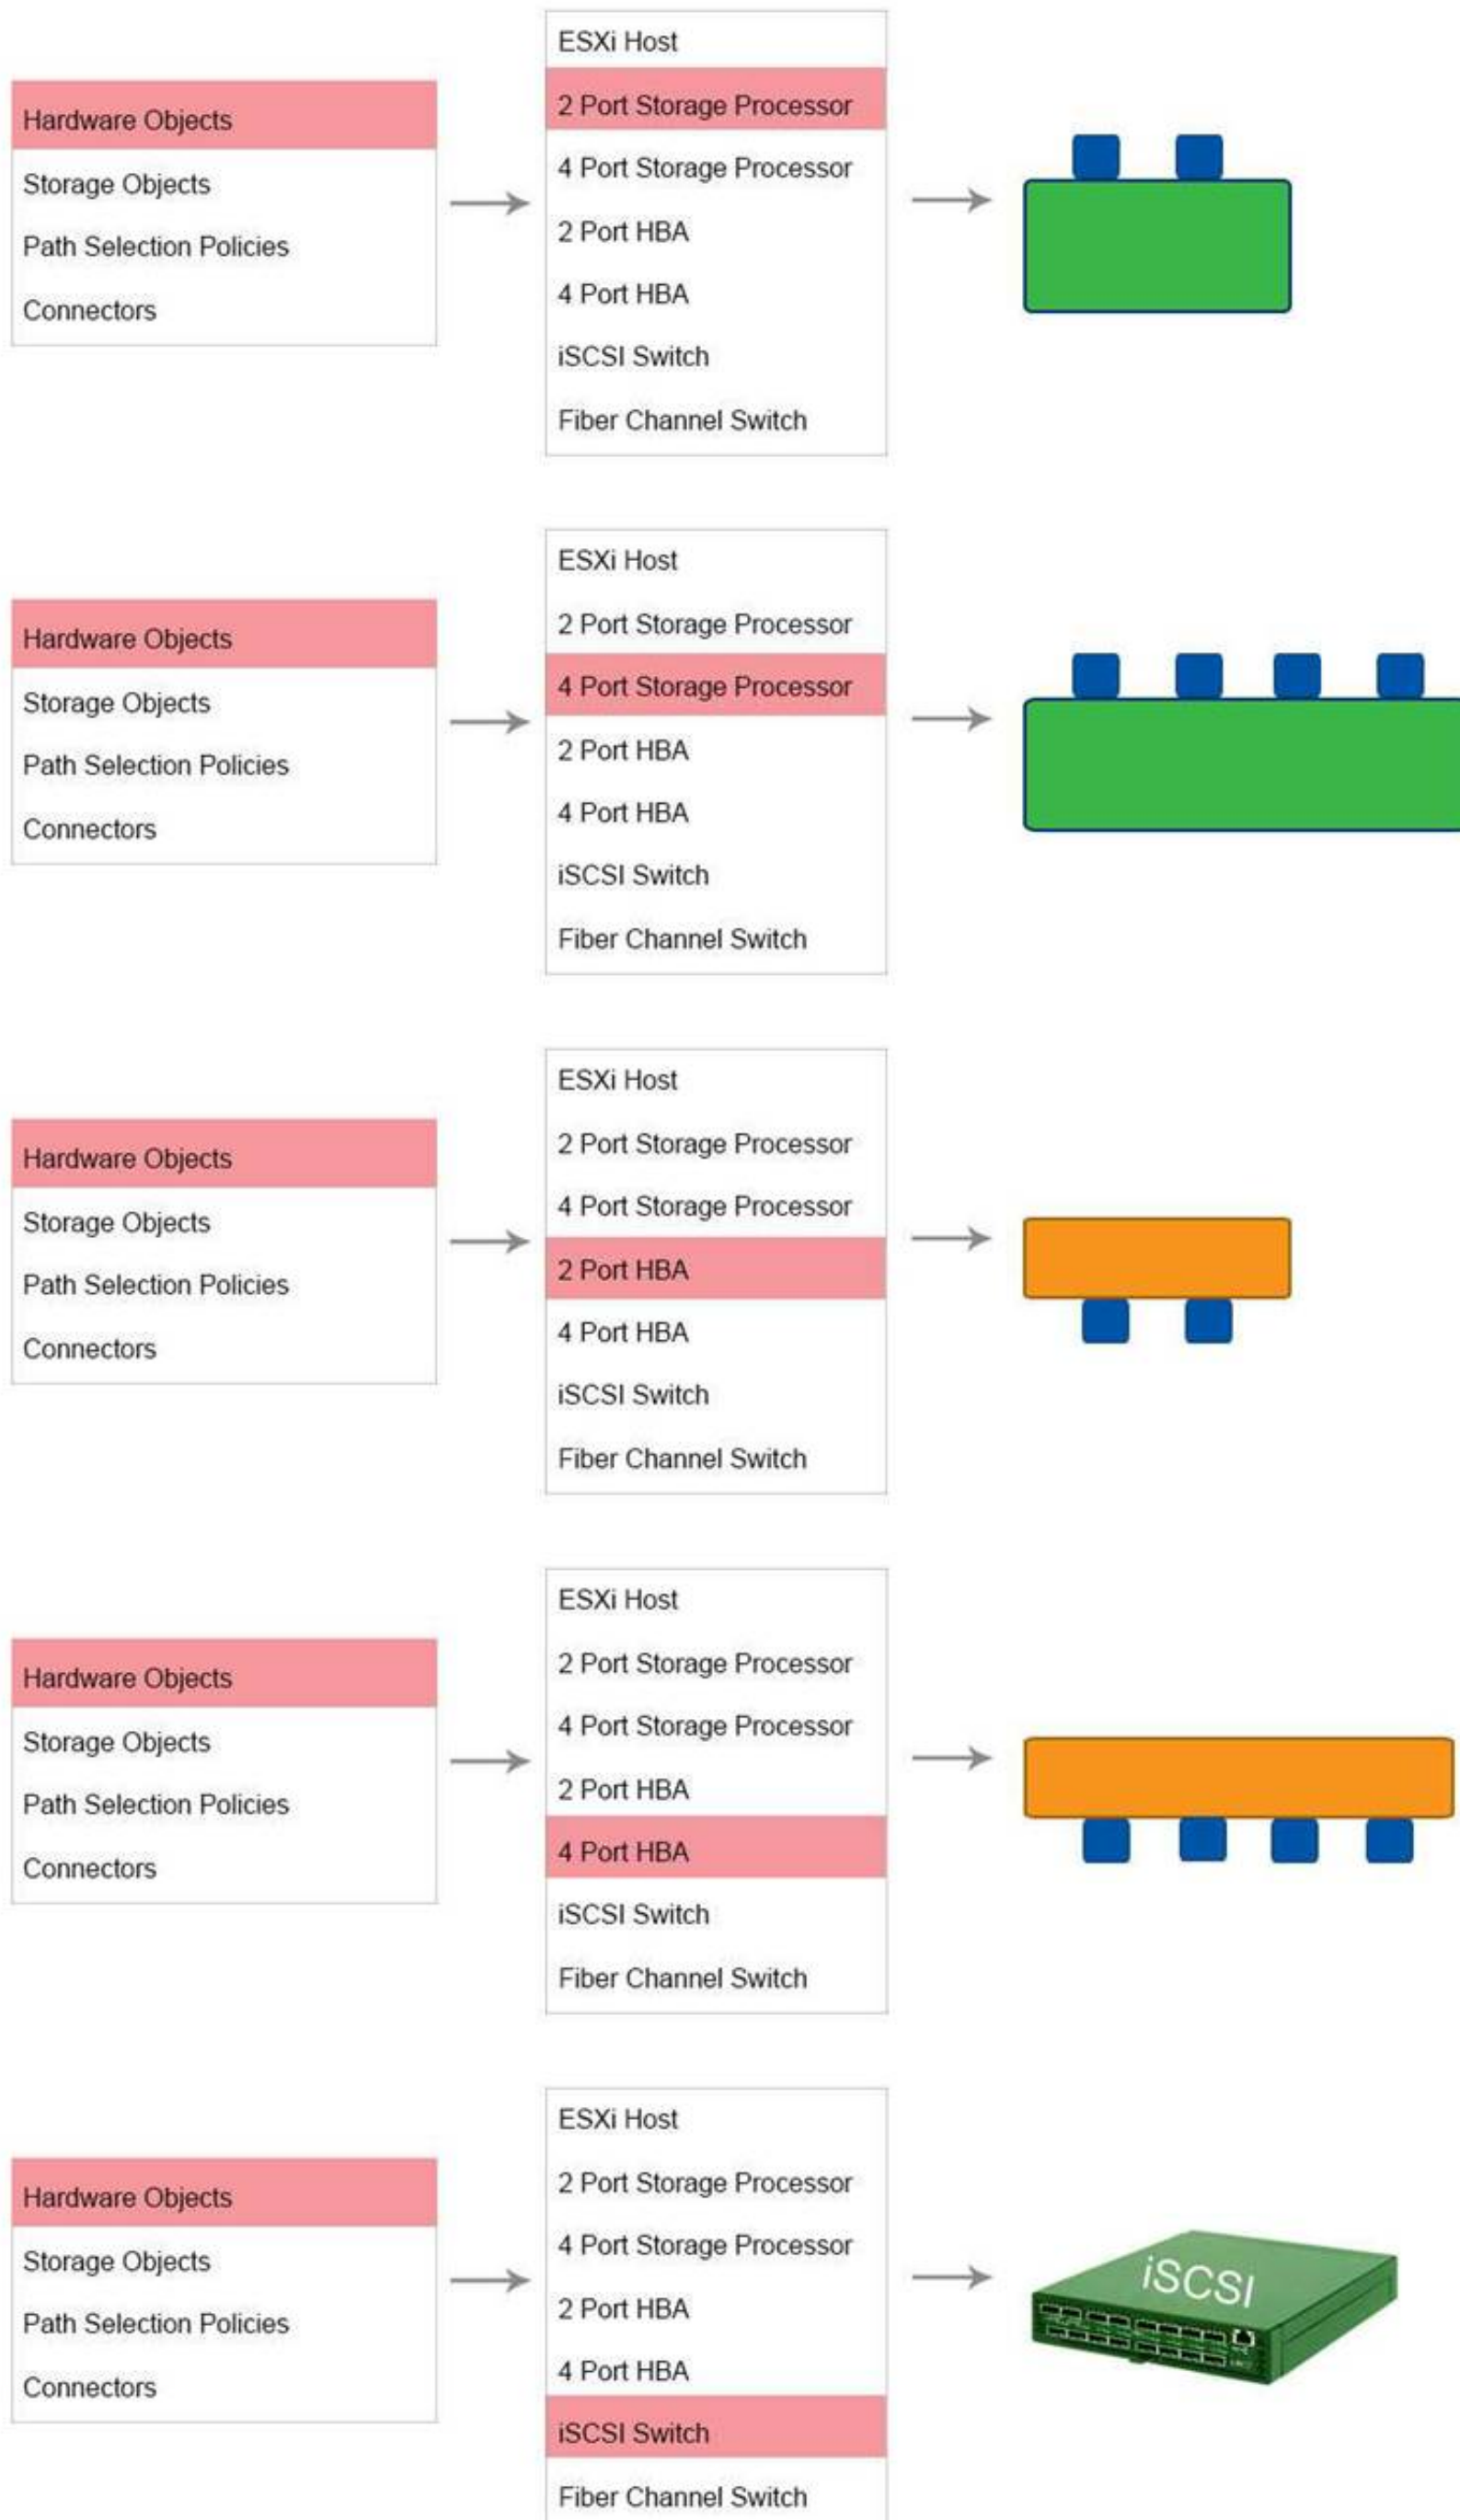 Hardware Objects
Storage Objects
Path Selection Policies
Connectors
ESXi Host
2 Port Storage Processor
4 Port Storage Processor
2 Port HBA
4 Port HBA
iSCSI Switch
Fiber Channel Switch
Hardware Objects
Storage Objects
Path Selection Policies
Connectors
ESXi Host
2 Port Storage Processor
4 Port Storage Processor
2 Port HBA
4 Port HBA
iSCSI Switch
Fiber Channel Switch
Hardware Objects
Storage Objects
Path Selection Policies
Connectors
ESXi Host
2 Port Storage Processor
4 Port Storage Processor
2 Port HBA
4 Port HBA
iSCSI Switch
Fiber Channel Switch
Hardware Objects
Storage Objects
Path Selection Policies
Connectors
ESXi Host
2 Port Storage Processor
4 Port Storage Processor
2 Port HBA
4 Port HBA
iSCSI Switch
Fiber Channel Switch
Hardware Objects
Storage Objects
Path Selection Policies
Connectors
ESXi Host
2 Port Storage Processor
4 Port Storage Processor
2 Port HBA
4 Port HBA
iSCSI Switch
Fiber Channel Switch
iSCSI